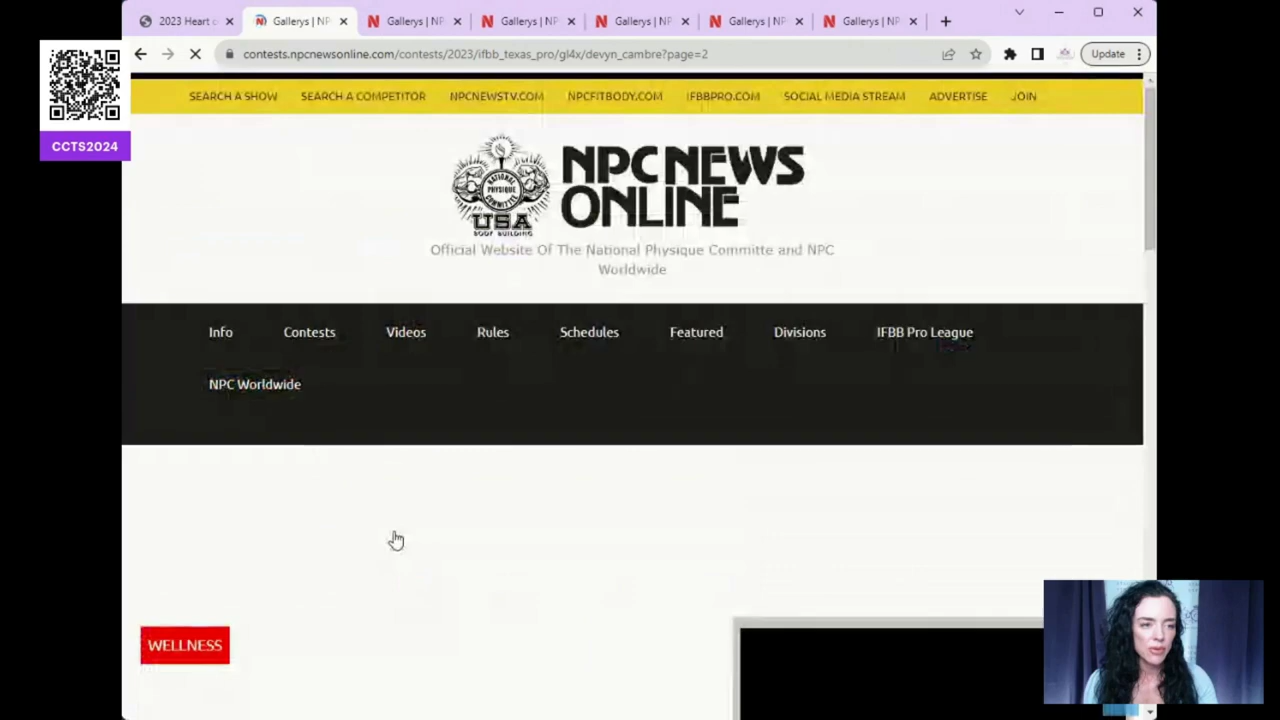 2023 Heart c
Gallerys | NP
Gallerys | NP
Gallerys | NP
Gallerys | NP
Gallerys | NP
Gallerys | NP
contests.npcnewsonline.com/contests/2023/ifbb_texas_pro/gl4x/devyn_cambre?page=2
Update
SEARCH A SHOW SEARCH A COMPETITOR NPCNEWSTV.COM NPCFITBODY.COM IFBBPRO.COM SOCIAL MEDIA STREAM ADVERTISE JOIN
CCTS2024
NATIONAL
PHYSIQUE
COMMITTEE
USA
BODY BUILDING
NPC NEWS
ONLINE
Official Website Of The National Physique Committe and NPC
Worldwide
Info Contests Videos Rules Schedules Featured Divisions IFBB Pro League
NPC Worldwide
WELLNESS